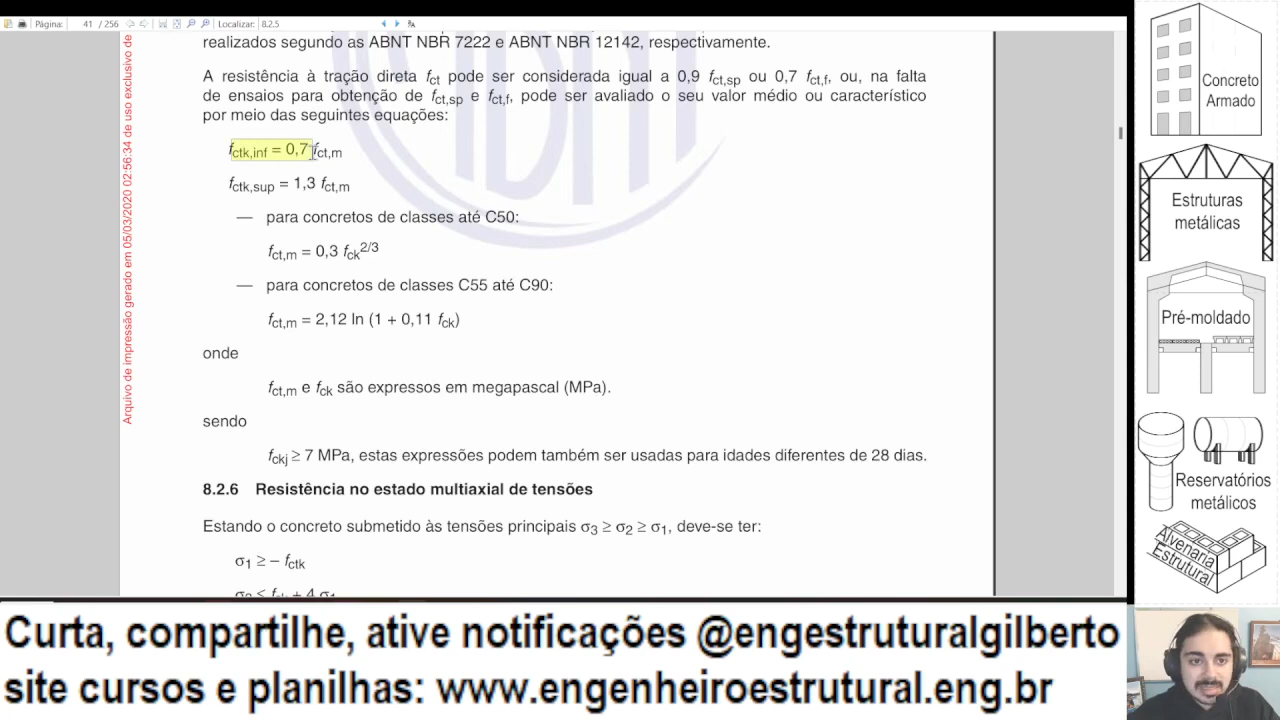 Página: 41 / 256 Localizar: 8.2.5
realizados segundo as ABNT NBR 7222 e ABNT NBR 12142, respectivamente.
A resistência à tração direta fct pode ser considerada igual a 0,9 fct,sp ou 0,7 fct,f, ou, na falta
de ensaios para obtenção de fct,sp e fct,f, pode ser avaliado o seu valor médio ou característico
por meio das seguintes equações:
fctk,inf = 0,7 fct,m
fctk,sup = 1,3 fct,m
— para concretos de classes até C50:
fct,m = 0,3 fck2/3
— para concretos de classes C55 até C90:
fct,m = 2,12 ln (1 + 0,11 fck)
onde
fct,m e fck são expressos em megapascal (MPa).
sendo
fckj ≥ 7 MPa, estas expressões podem também ser usadas para idades diferentes de 28 dias.
8.2.6 Resistência no estado multiaxial de tensões
Estando o concreto submetido às tensões principais σ3 ≥ σ2 ≥ σ1, deve-se ter:
σ1 ≥ – fctk
Arquivo de impressão gerado em 05/03/2020 02:56:34 de uso exclusivo de
Concreto
Armado
Estruturas
metálicas
Pré-moldado
Reservatórios
metálicos
Alvenaria
Estrutural
Curta, compartilhe, ative notificações @engestruturalgilberto
site cursos e planilhas: www.engenheiroestrutural.eng.br